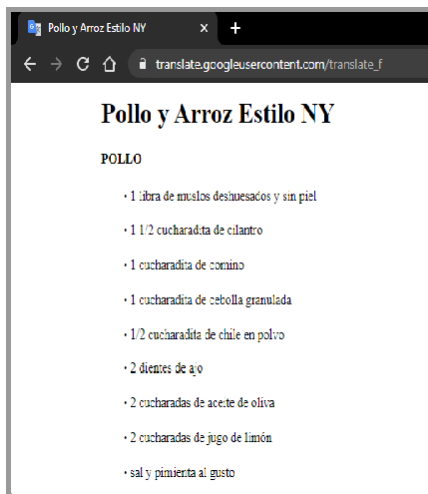 Pollo y Arroz Estilo NY
translate.googleusercontent.com/translate_f
Pollo y Arroz Estilo NY
POLLO
• 1 libra de muslos deshuesados y sin piel
• 1 1/2 cucharadita de cilantro
• 1 cucharadita de comino
• 1 cucharadita de cebolla granulada
• 1/2 cucharadita de chile en polvo
• 2 dientes de ajo
• 2 cucharadas de aceite de oliva
• 2 cucharadas de jugo de limón
• sal y pimienta al gusto